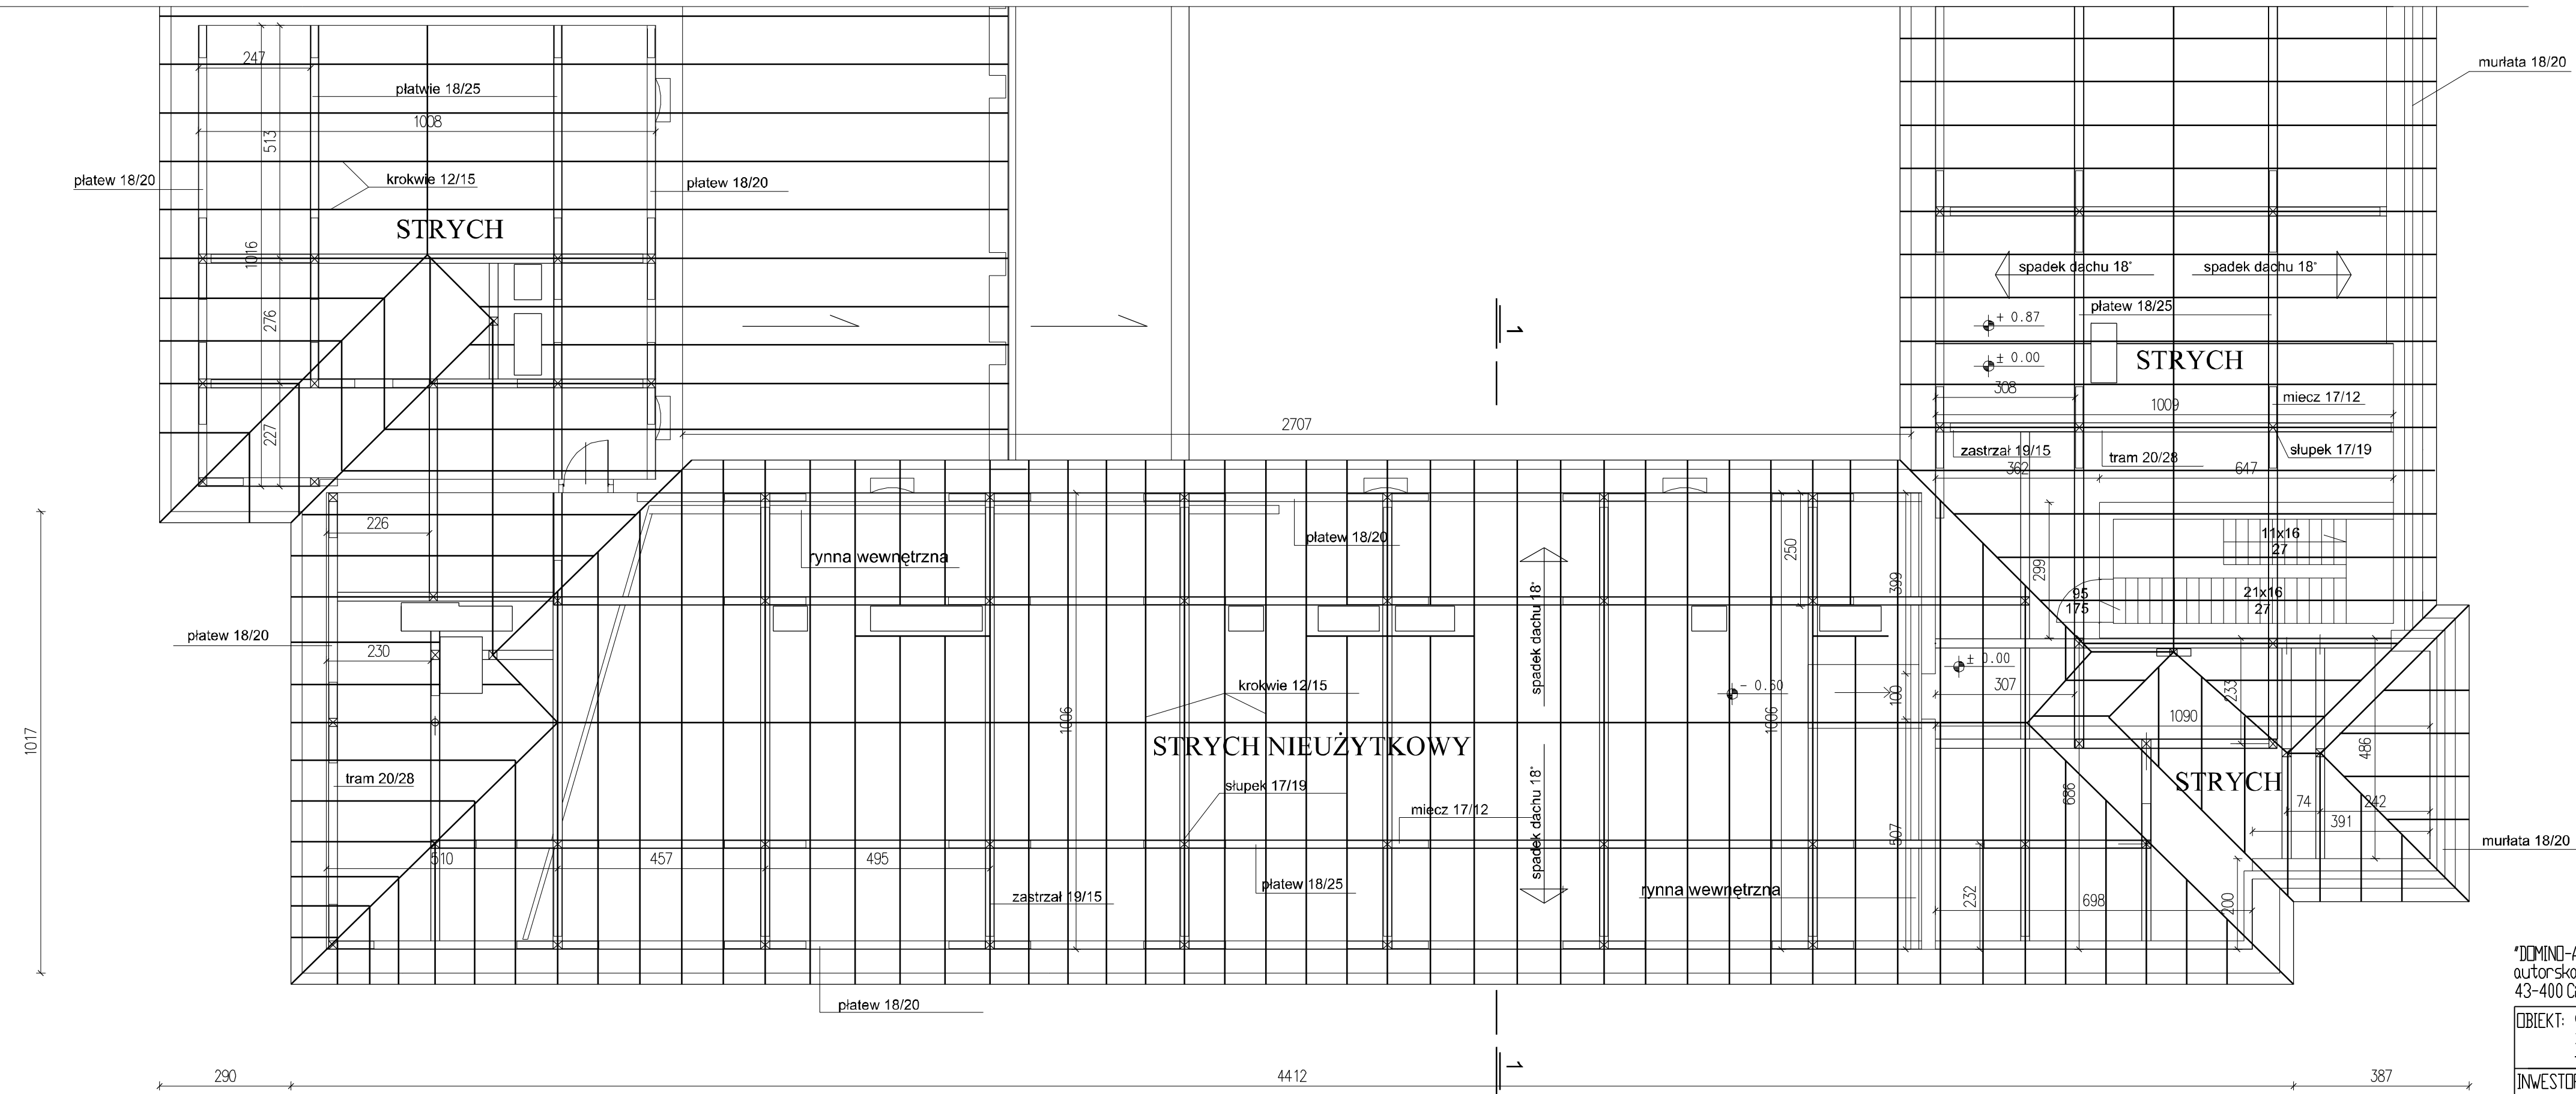 247
płatwie 18/25
1008
513
płatew 18/20
krokwie 12/15
płatew 18/20
STRYCH
1016
276
227
murłata 18/20
spadek dachu 18°
spadek dachu 18°
płatew 18/25
+ 0.87
± 0.00
STRYCH
308
1009
miecz 17/12
zastrzał 19/15
362
tram 20/28
647
słupek 17/19
1
2707
226
rynna wewnętrzna
płatew 18/20
250
399
299
11x16
27
95
175
21x16
27
spadek dachu 18°
płatew 18/20
230
krokwie 12/15
1006
- 0.60
1006
100
± 0.00
307
233
1090
486
1017
STRYCH NIEUŻYTKOWY
tram 20/28
słupek 17/19
miecz 17/12
spadek dachu 18°
STRYCH
686
74
242
391
507
murłata 18/20
510
457
495
zastrzał 19/15
płatew 18/25
rynna wewnętrzna
232
698
200
płatew 18/20
"DOMINO-A
autorsko
43-400 C
OBIEKT:
290
4412
1
387
INWESTOR